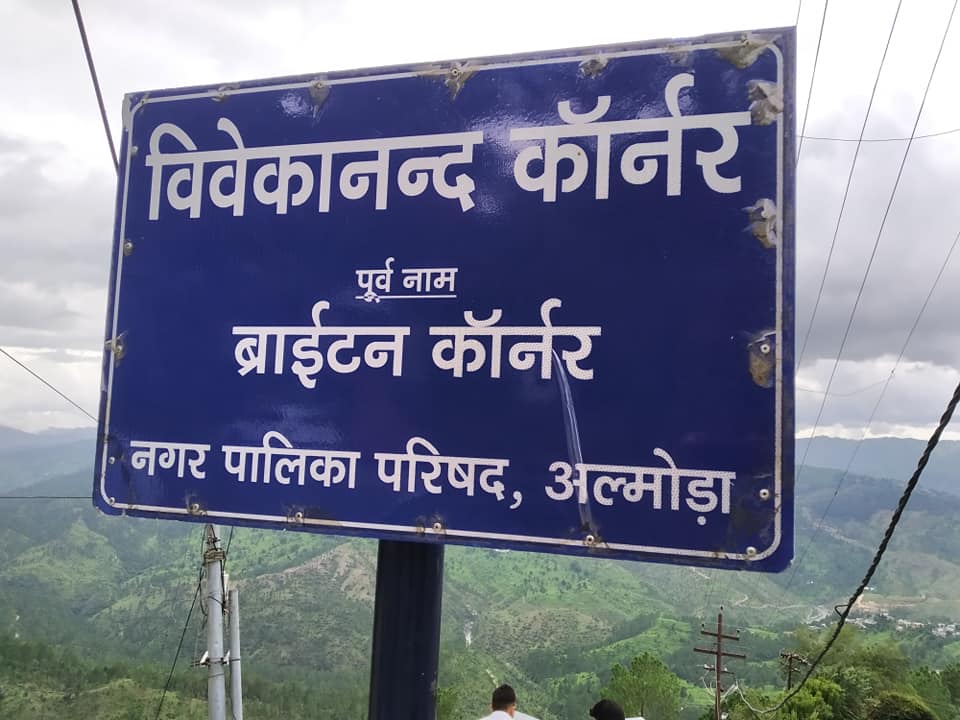 विवेकानन्द कॉर्नर
पूर्व नाम
ब्राईटन कॉर्नर
नगर पालिका परिषद, अल्मोड़ा